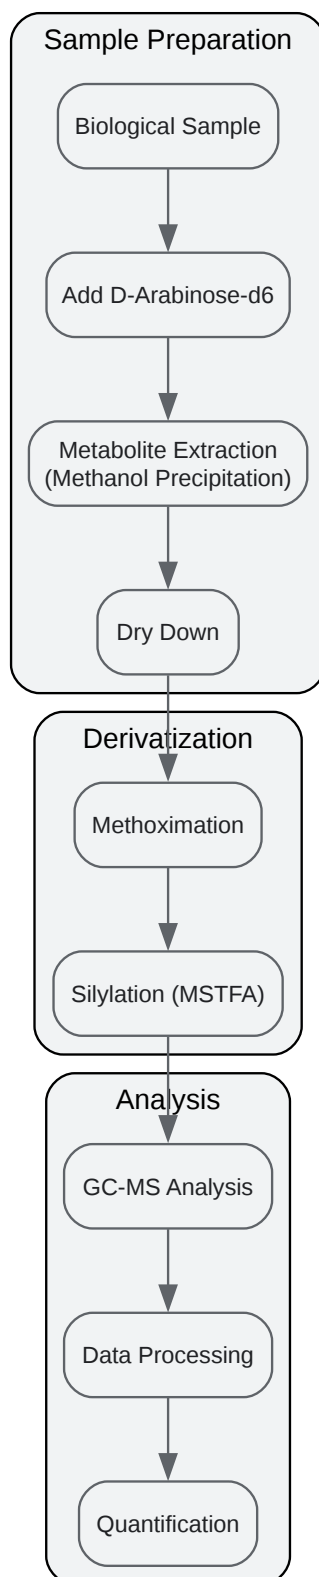 Sample Preparation
Biological Sample
Add D-Arabinose-d6
Metabolite Extraction
(Methanol Precipitation)
Dry Down
Derivatization
Methoximation
Silylation (MSTFA)
Analysis
GC-MS Analysis
Data Processing
Quantification